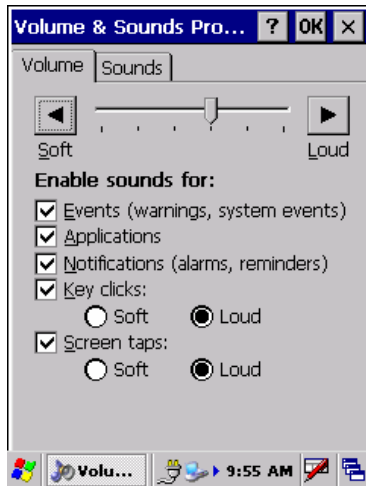 Volume & Sounds Pro... ? OK ×
Volume Sounds
Soft Loud
Enable sounds for:
Events (warnings, system events)
Applications
Notifications (alarms, reminders)
Key clicks:
Soft Loud
Screen taps:
Soft Loud
Volu... 9:55 AM